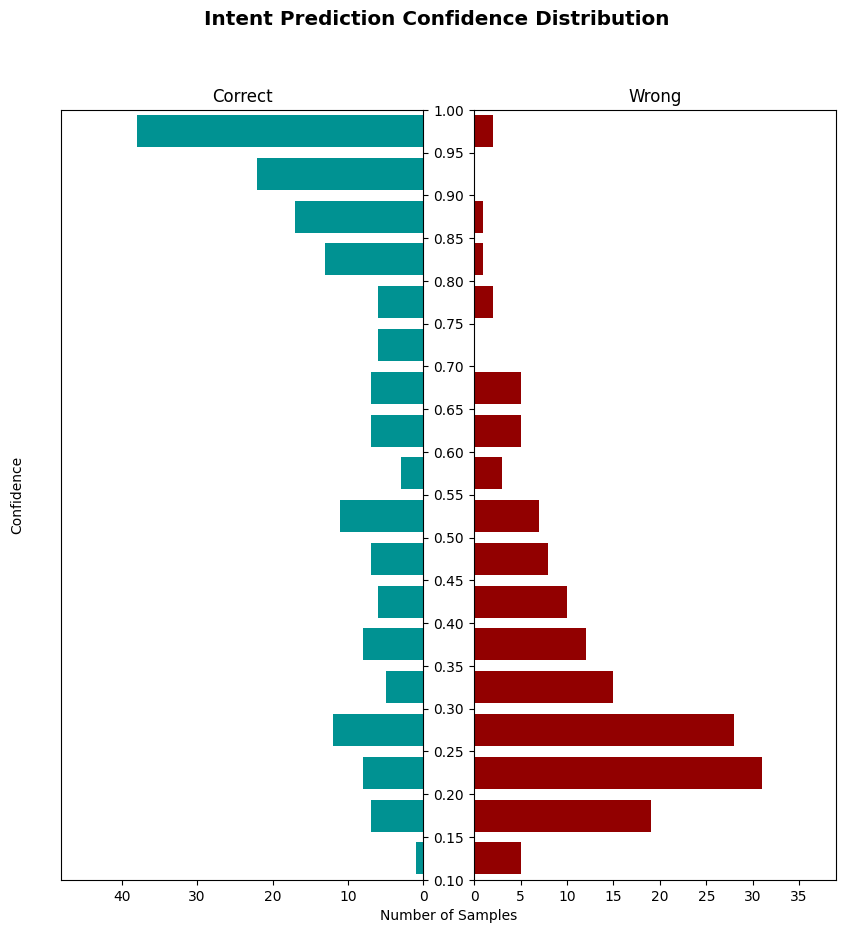 Intent Prediction Confidence Distribution
Correct
Wrong
1.00
0.95
0.90
0.85
0.80
0.75
0.70
0.65
0.60
0.55
0.50
0.45
0.40
0.35
0.30
0.25
0.20
0.15
0.10
Confidence
40 30 20 10 0
0 5 10 15 20 25 30 35
Number of Samples